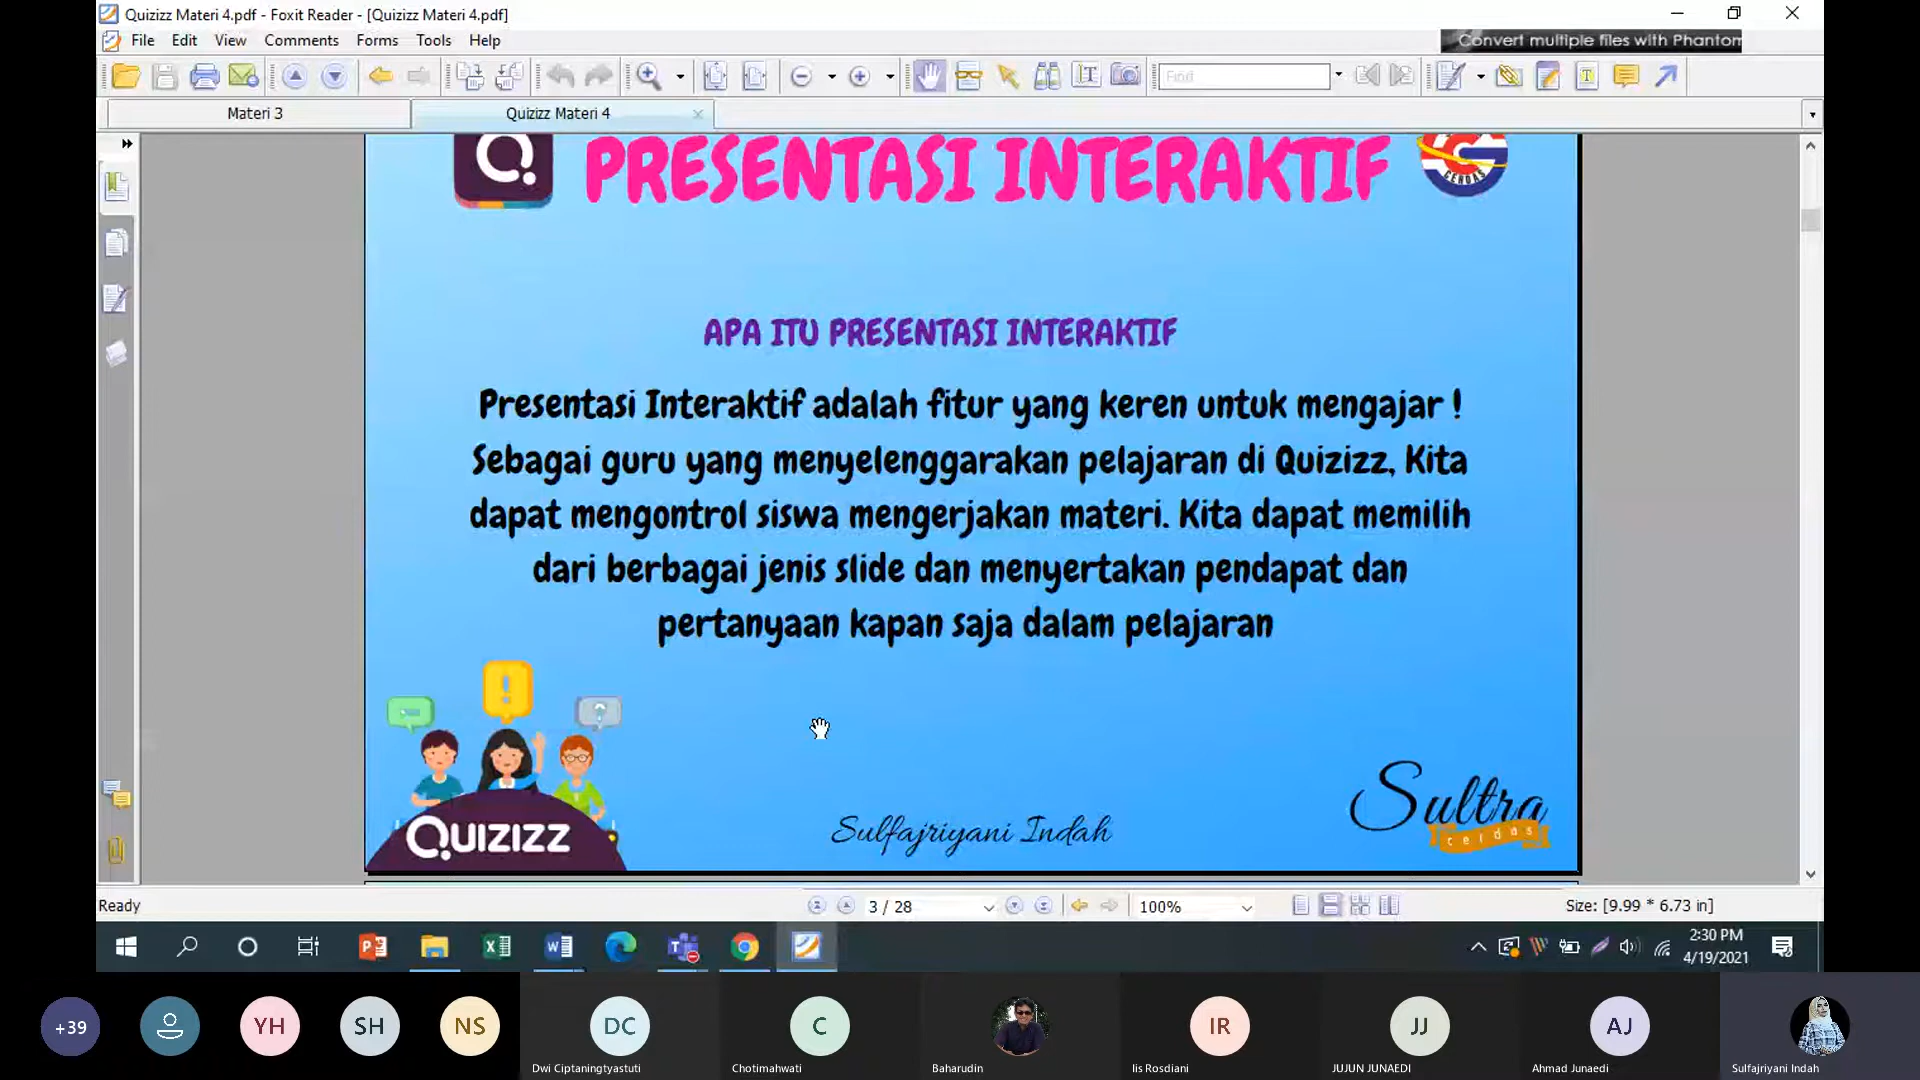 Quizizz Materi 4.pdf - Foxit Reader - [Quizizz Materi 4.pdf]
File Edit View Comments Forms Tools Help
Convert multiple files with Phantom
Find
Materi 3
Quizizz Materi 4
PRESENTASI INTERAKTIF
CERDAS
APA ITU PRESENTASI INTERAKTIF
Presentasi Interaktif adalah fitur yang keren untuk mengajar !
Sebagai guru yang menyelenggarakan pelajaran di Quizizz, Kita
dapat mengontrol siswa mengerjakan materi. Kita dapat memilih
dari berbagai jenis slide dan menyertakan pendapat dan
pertanyaan kapan saja dalam pelajaran
QUIZIZZ
Sulfajriyani Indah
Sultra
cerdas
Ready
3 / 28
100%
Size: [9.99 * 6.73 in]
2:30 PM
4/19/2021
+39
YH
SH
NS
DC
C
IR
JJ
AJ
Dwi Ciptaningtyastuti
Chotimahwati
Baharudin
Iis Rosdiani
JUJUN JUNAEDI
Ahmad Junaedi
Sulfajriyani Indah